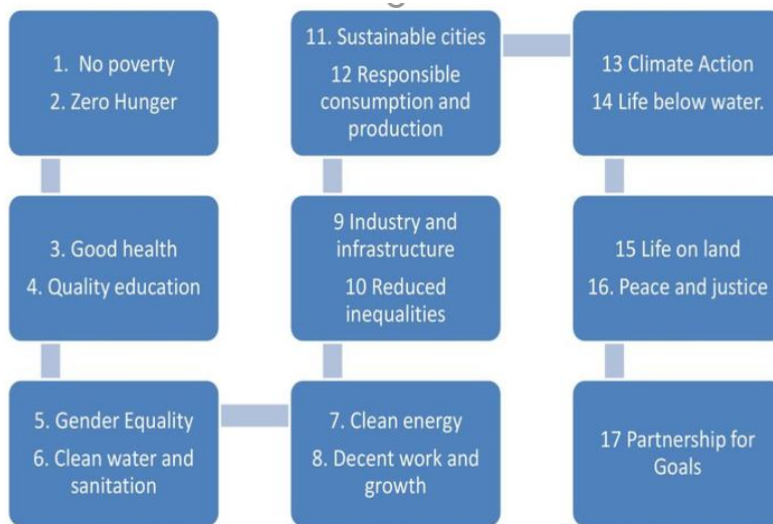 1. No poverty
2. Zero Hunger
3. Good health
4. Quality education
5. Gender Equality
6. Clean water and
sanitation
7. Clean energy
8. Decent work and
growth
9 Industry and
infrastructure
10 Reduced
inequalities
11. Sustainable cities
12 Responsible
consumption and
production
13 Climate Action
14 Life below water.
15 Life on land
16. Peace and justice
17 Partnership for
Goals